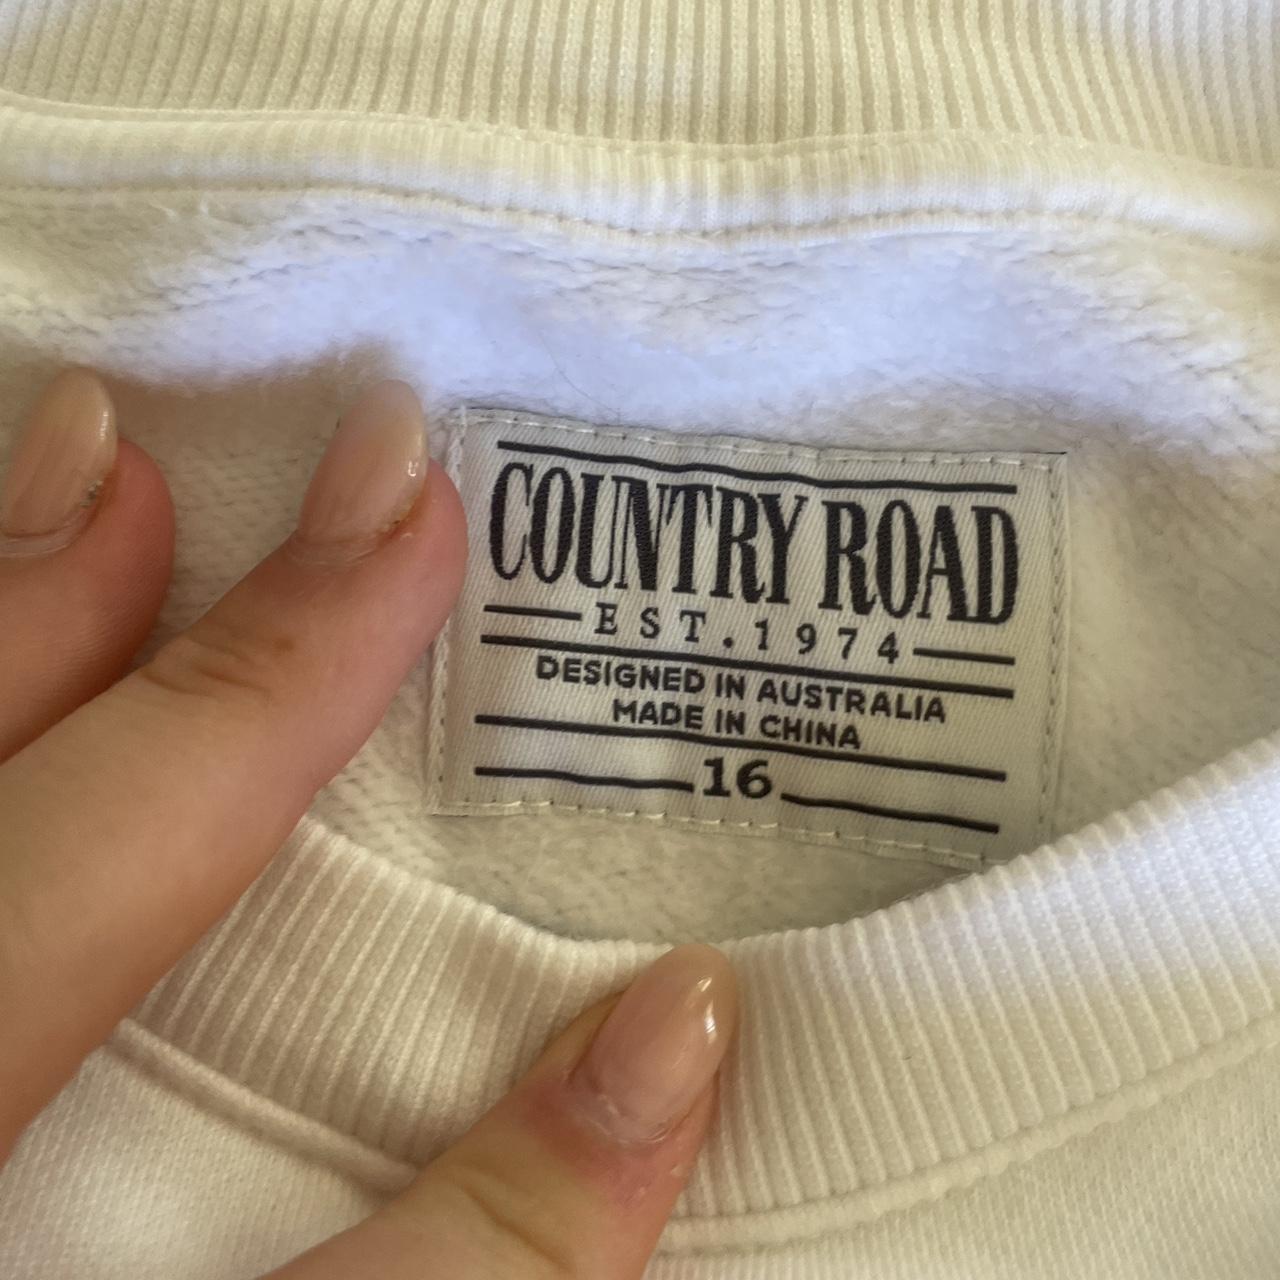 COUNTRY ROAD
EST.1974
DESIGNED IN AUSTRALIA
MADE IN CHINA
16